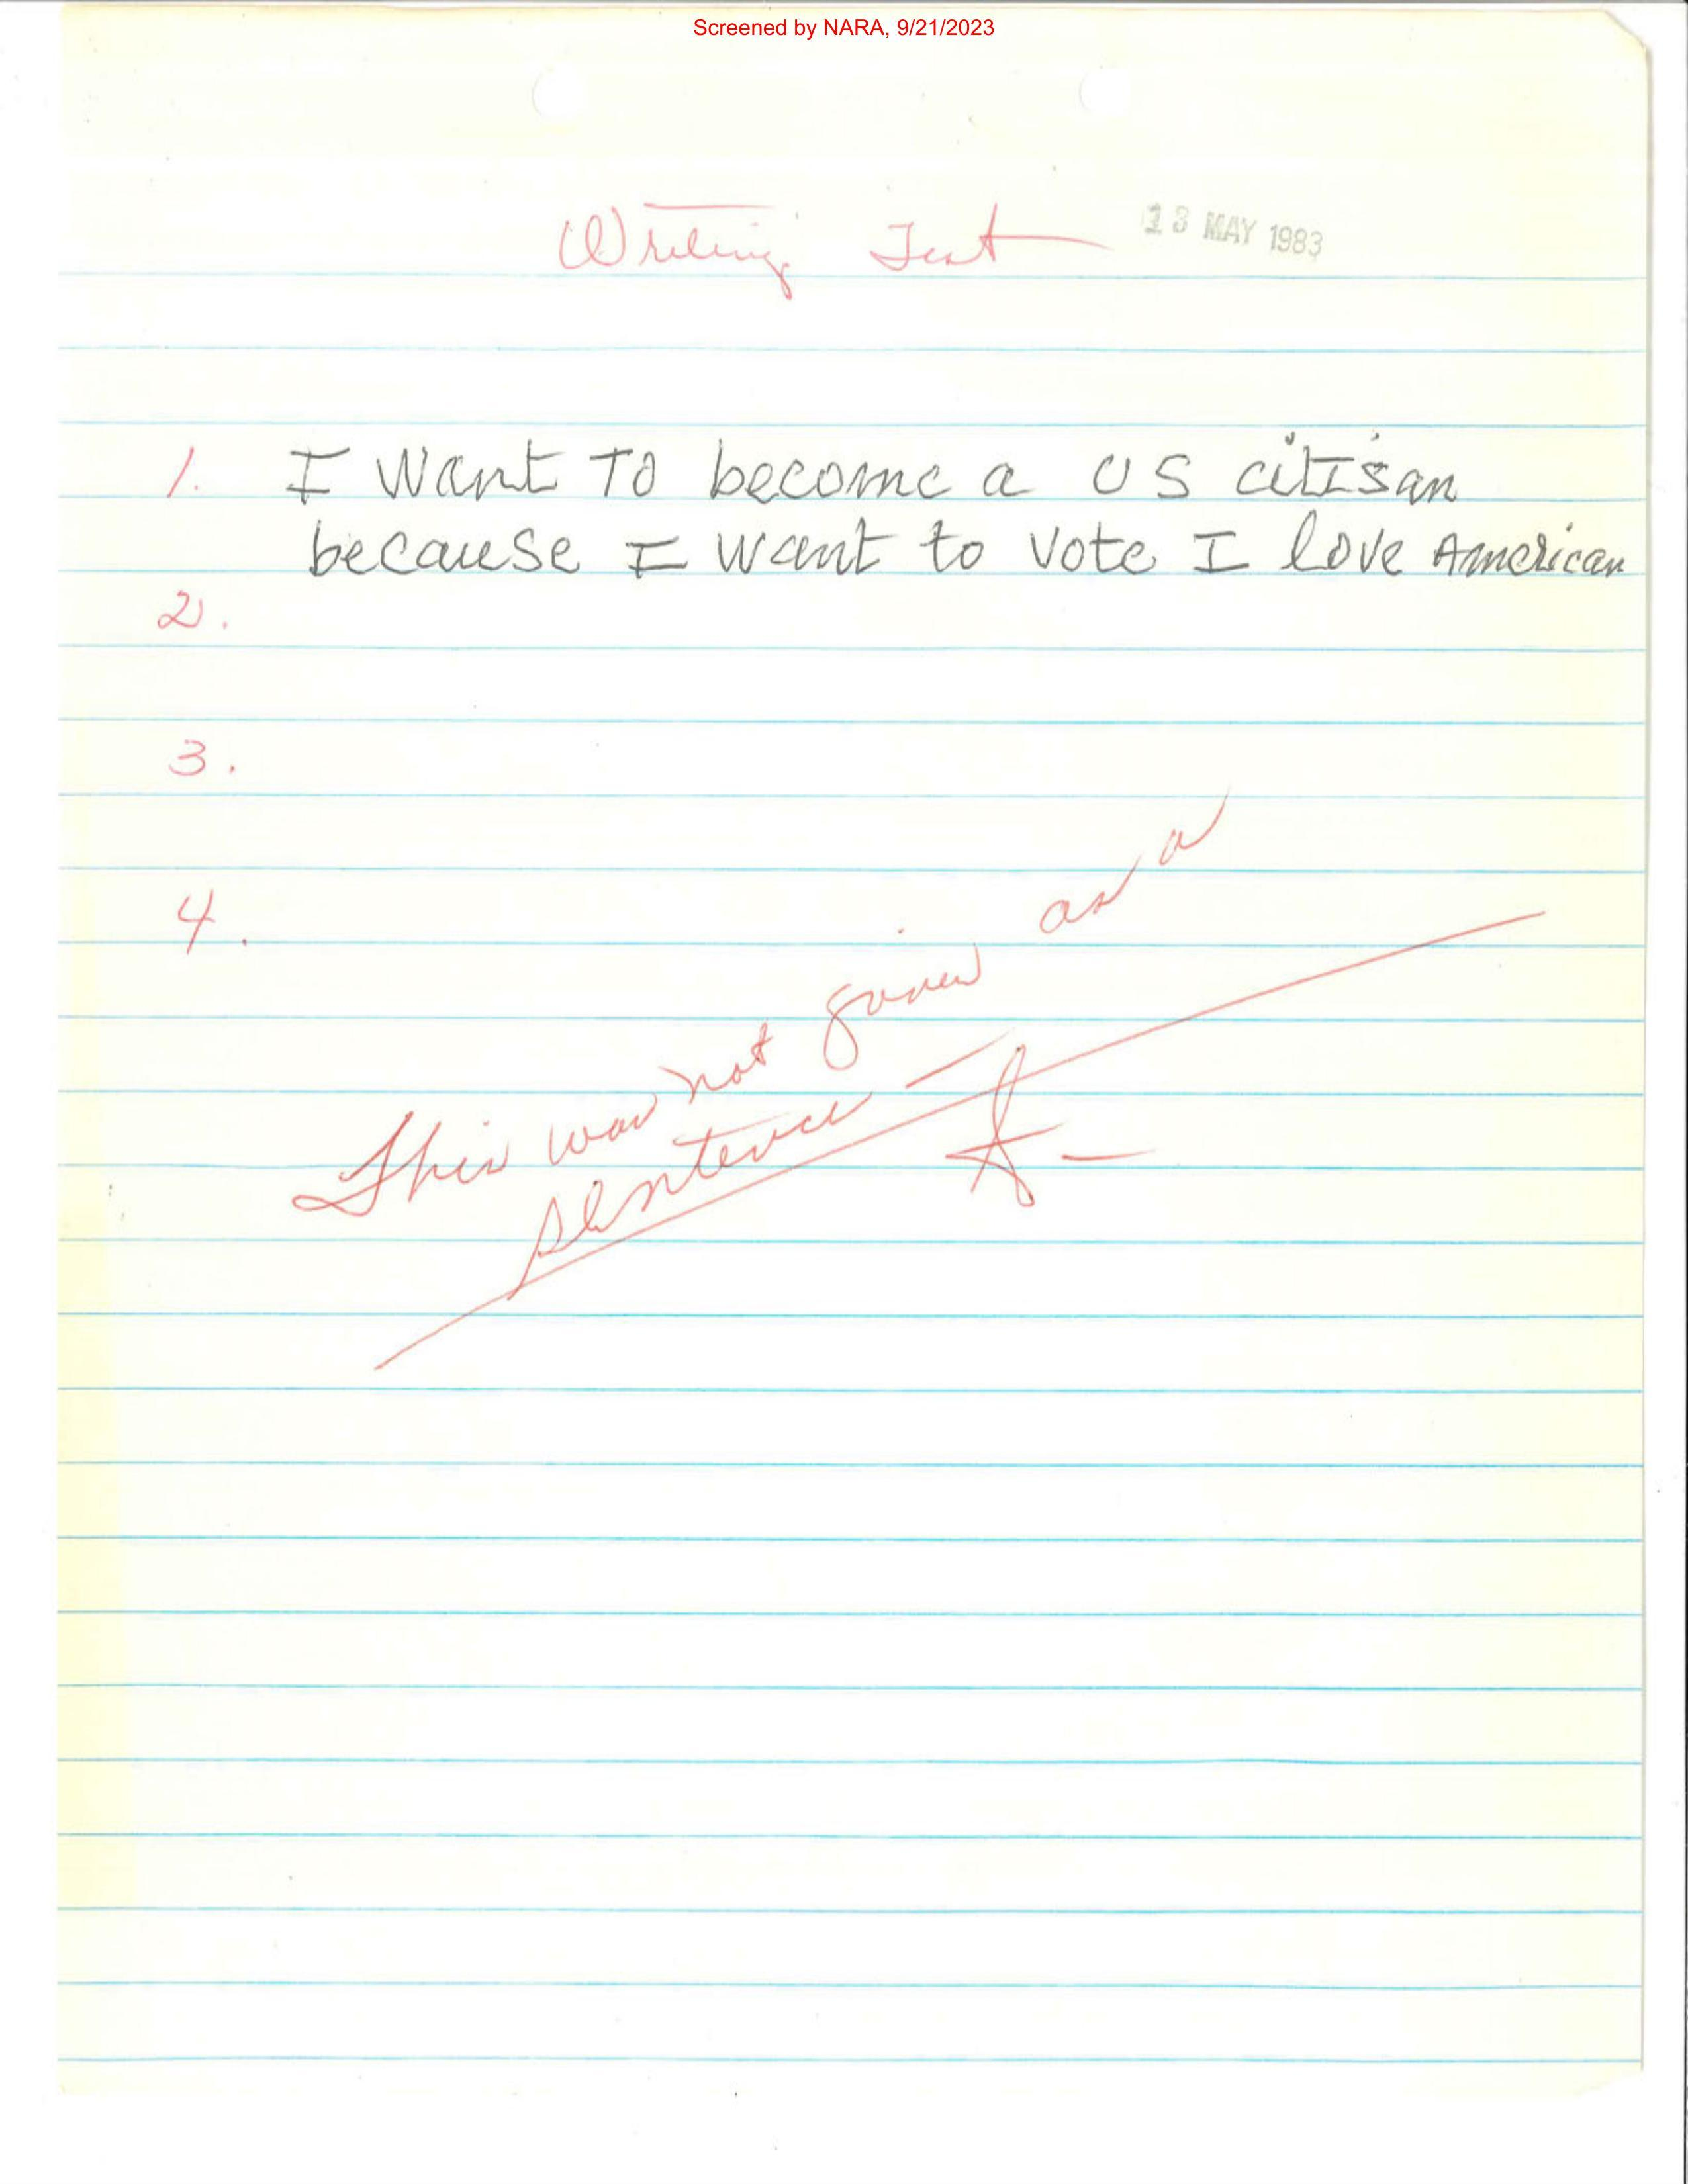 Screened by NARA, 9/21/2023
Writing Test
13 MAY 1983
1. I Want To become a US citisan
because I want to vote I love American
2.
3.
4.
This was not given as a
sentence —